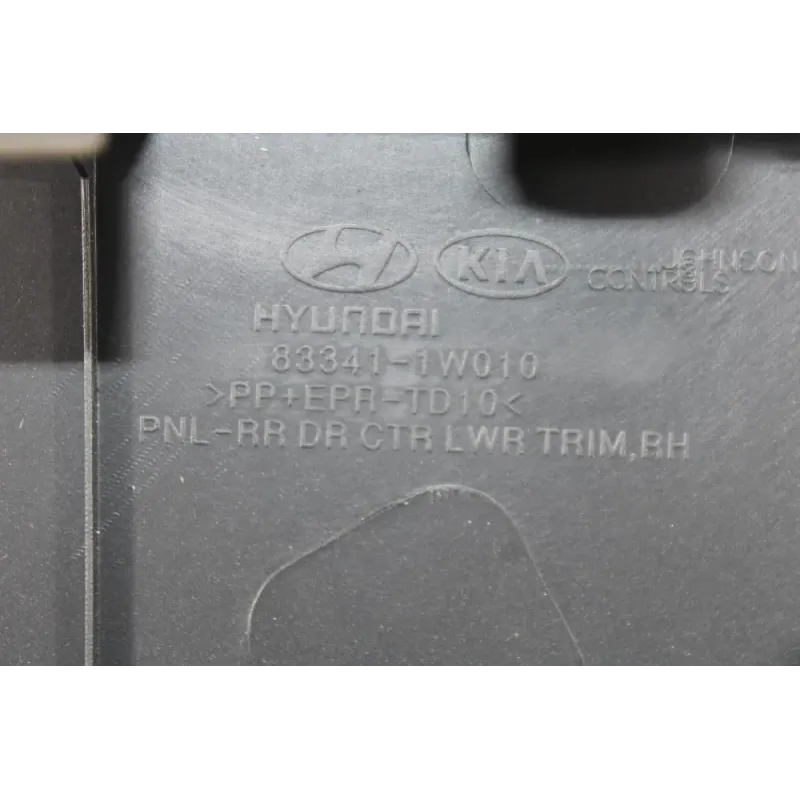 KIA
JOHNSON
CONTROLS
HYUNDAI
83341-1W010
>PP+EPR-TD10<
PNL-RR DR CTR LWR TRIM,RH